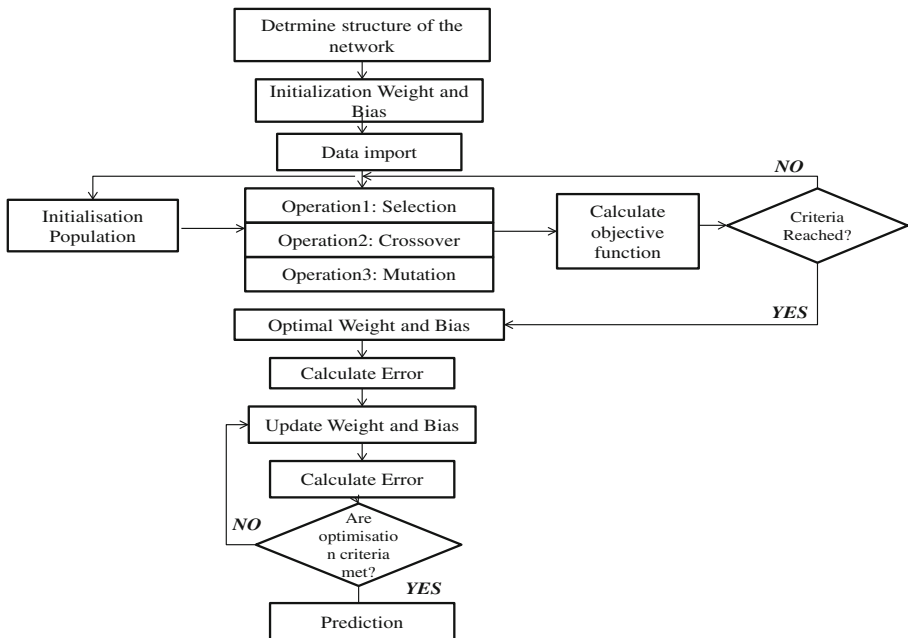 Detrmine structure of the
network
Initialization Weight and
Bias
Data import
NO
Initialisation
Population
Operation1: Selection
Operation2: Crossover
Operation3: Mutation
Calculate
objective
function
Criteria
Reached?
YES
Optimal Weight and Bias
Calculate Error
Update Weight and Bias
Calculate Error
NO
Are
optimisatio
n criteria
met?
YES
Prediction